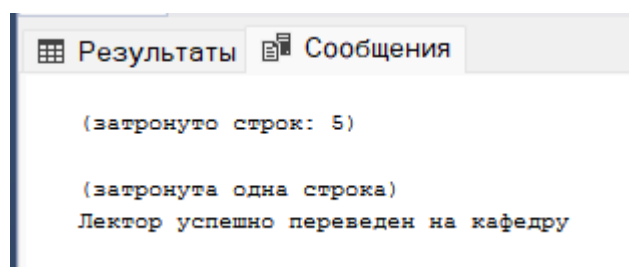 Результаты Сообщения
(затронуто строк: 5)
(затронута одна строка)
Лектор успешно переведен на кафедру